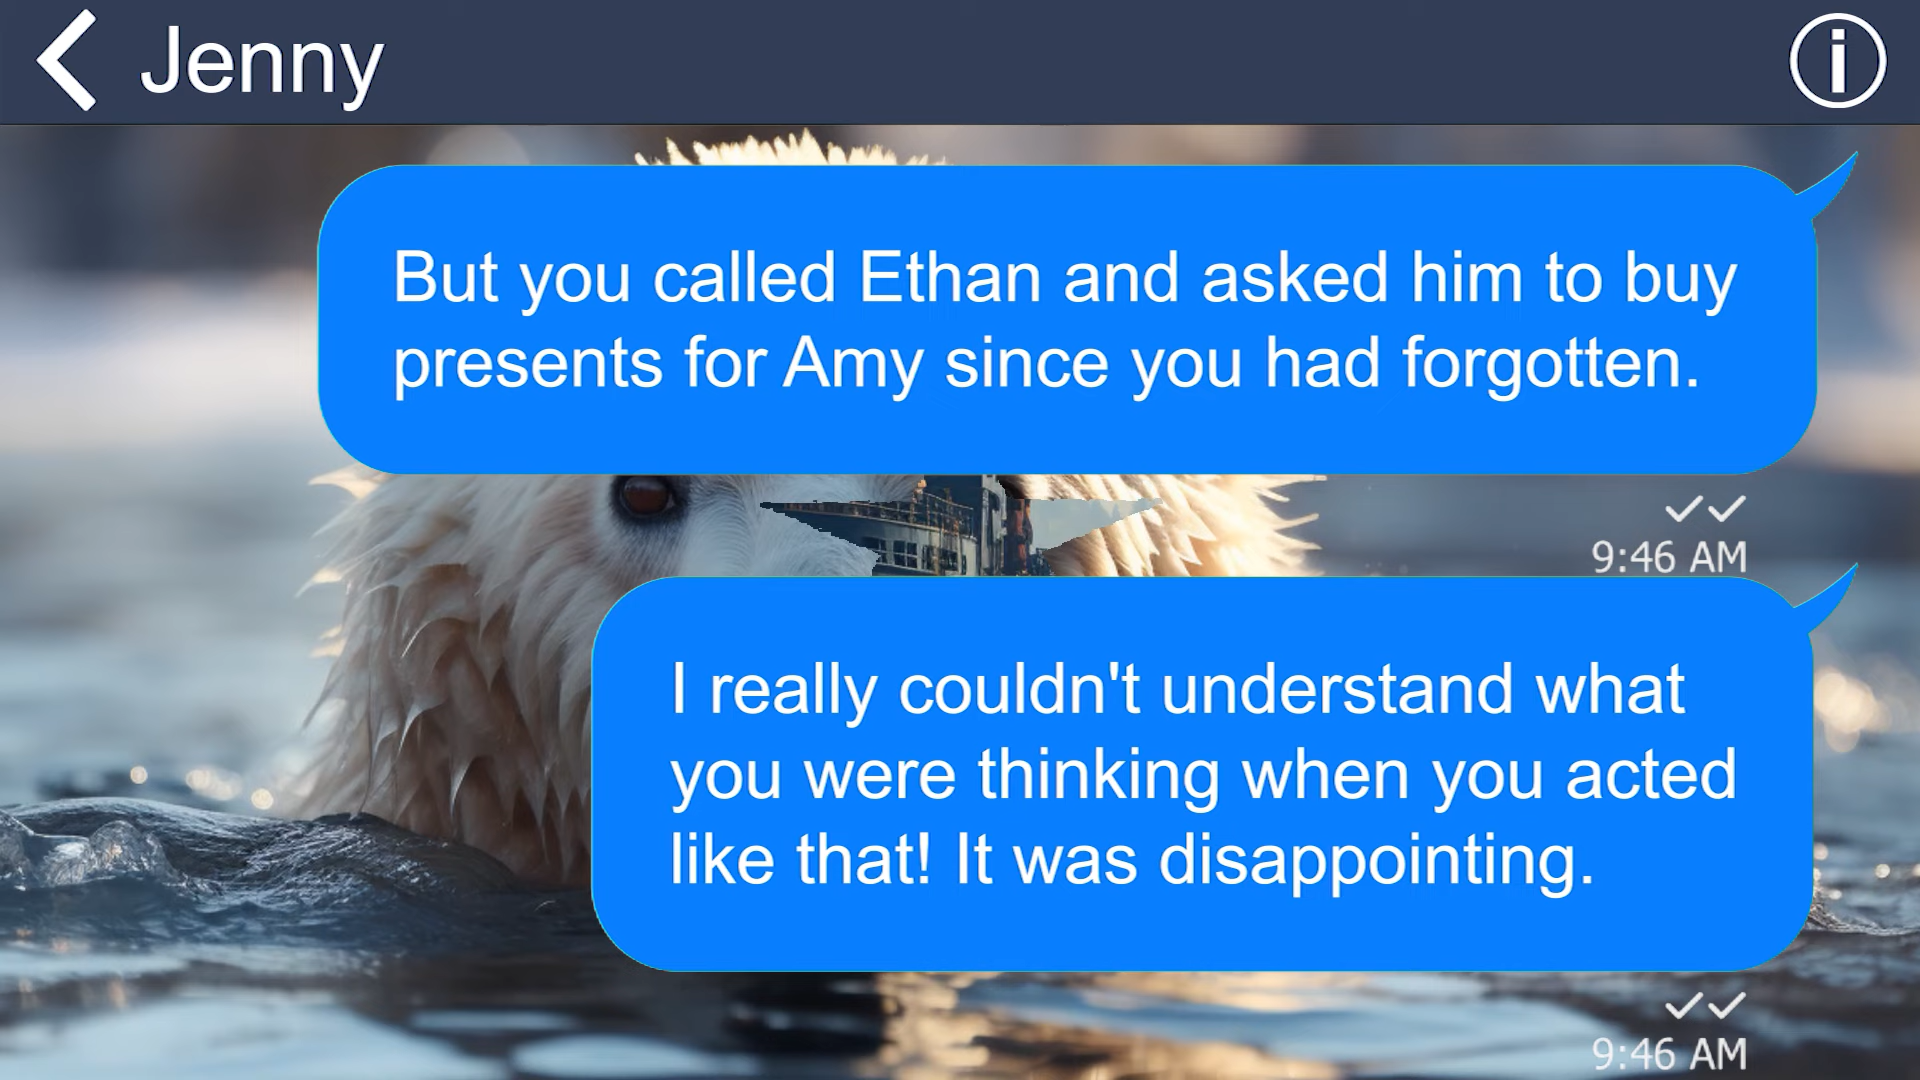 Jenny
But you called Ethan and asked him to buy
presents for Amy since you had forgotten.
9:46 AM
I really couldn't understand what
you were thinking when you acted
like that! It was disappointing.
9:46 AM